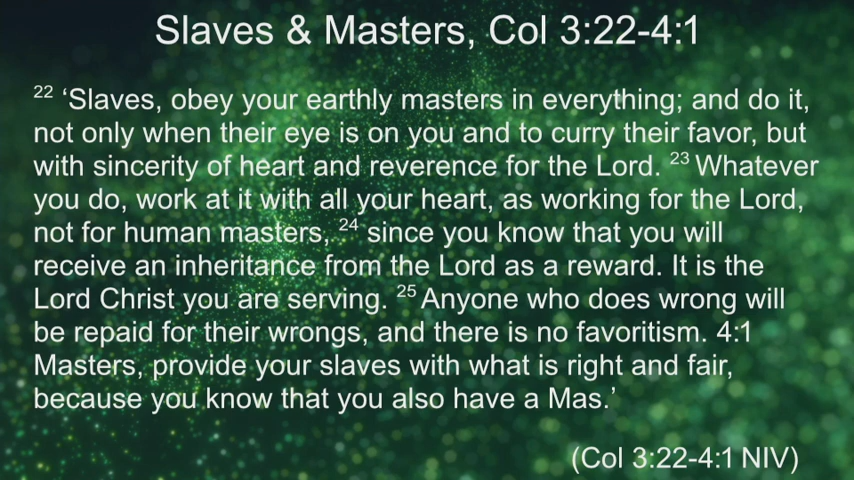 Slaves & Masters, Col 3:22-4:1
22 ‘Slaves, obey your earthly masters in everything; and do it,
not only when their eye is on you and to curry their favor, but
with sincerity of heart and reverence for the Lord. 23 Whatever
you do, work at it with all your heart, as working for the Lord,
not for human masters, 24 since you know that you will
receive an inheritance from the Lord as a reward. It is the
Lord Christ you are serving. 25 Anyone who does wrong will
be repaid for their wrongs, and there is no favoritism. 4:1
Masters, provide your slaves with what is right and fair,
because you know that you also have a Mas.’
(Col 3:22-4:1 NIV)